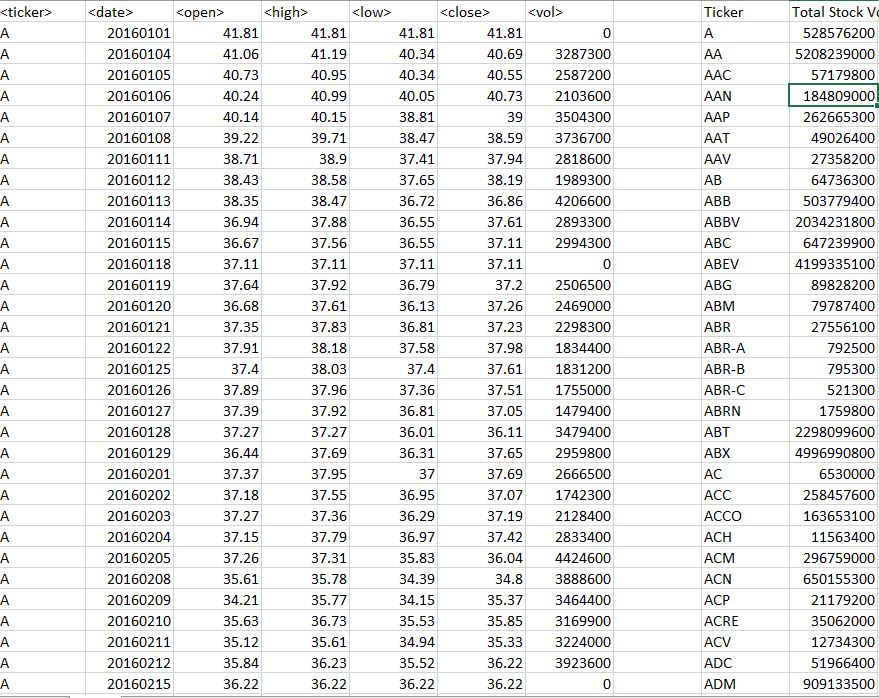 <ticker> <date> <open> <high> <low> <close> <vol> Ticker Total Stock
A 20160101 41.81 41.81 41.81 41.81 0 A 528576200
A 20160104 41.06 41.19 40.34 40.69 3287300 AA 5208239000
A 20160105 40.73 40.95 40.34 40.55 2587200 AAC 57179800
A 20160106 40.24 40.99 40.05 40.73 2103600 AAN 184809000
A 20160107 40.14 40.15 38.81 39 3504300 AAP 262665300
A 20160108 39.22 39.71 38.47 38.59 3736700 AAT 49026400
A 20160111 38.71 38.9 37.41 37.94 2818600 AAV 27358200
A 20160112 38.43 38.58 37.65 38.19 1989300 AB 64736300
A 20160113 38.35 38.47 36.72 36.86 4206600 ABB 503779400
A 20160114 36.94 37.88 36.55 37.61 2893300 ABBV 2034231800
A 20160115 36.67 37.56 36.55 37.11 2994300 ABC 647239900
A 20160118 37.11 37.11 37.11 37.11 0 ABEV 4199335100
A 20160119 37.64 37.92 36.79 37.2 2506500 ABG 89828200
A 20160120 36.68 37.61 36.13 37.26 2469000 ABM 79787400
A 20160121 37.35 37.83 36.81 37.23 2298300 ABR 27556100
A 20160122 37.91 38.18 37.58 37.98 1834400 ABR-A 792500
A 20160125 37.4 38.03 37.4 37.61 1831200 ABR-B 795300
A 20160126 37.89 37.96 37.36 37.51 1755000 ABR-C 521300
A 20160127 37.39 37.92 36.81 37.05 1479400 ABRN 1759800
A 20160128 37.27 37.27 36.01 36.11 3479400 ABT 2298099600
A 20160129 36.44 37.69 36.31 37.65 2959800 ABX 4996990800
A 20160201 37.37 37.95 37 37.69 2666500 AC 6530000
A 20160202 37.18 37.55 36.95 37.07 1742300 ACC 258457600
A 20160203 37.27 37.36 36.29 37.19 2128400 ACCO 163653100
A 20160204 37.15 37.79 36.97 37.42 2833400 ACH 11563400
A 20160205 37.26 37.31 35.83 36.04 4424600 ACM 296759000
A 20160208 35.61 35.78 34.39 34.8 3888600 ACN 650155300
A 20160209 34.21 35.77 34.15 35.37 3464400 ACP 21179200
A 20160210 35.63 36.73 35.53 35.85 3169900 ACRE 35062000
A 20160211 35.12 35.61 34.94 35.33 3224000 ACV 12734300
A 20160212 35.84 36.23 35.52 36.22 3923600 ADC 51966400
A 20160215 36.22 36.22 36.22 36.22 0 ADM 909133500